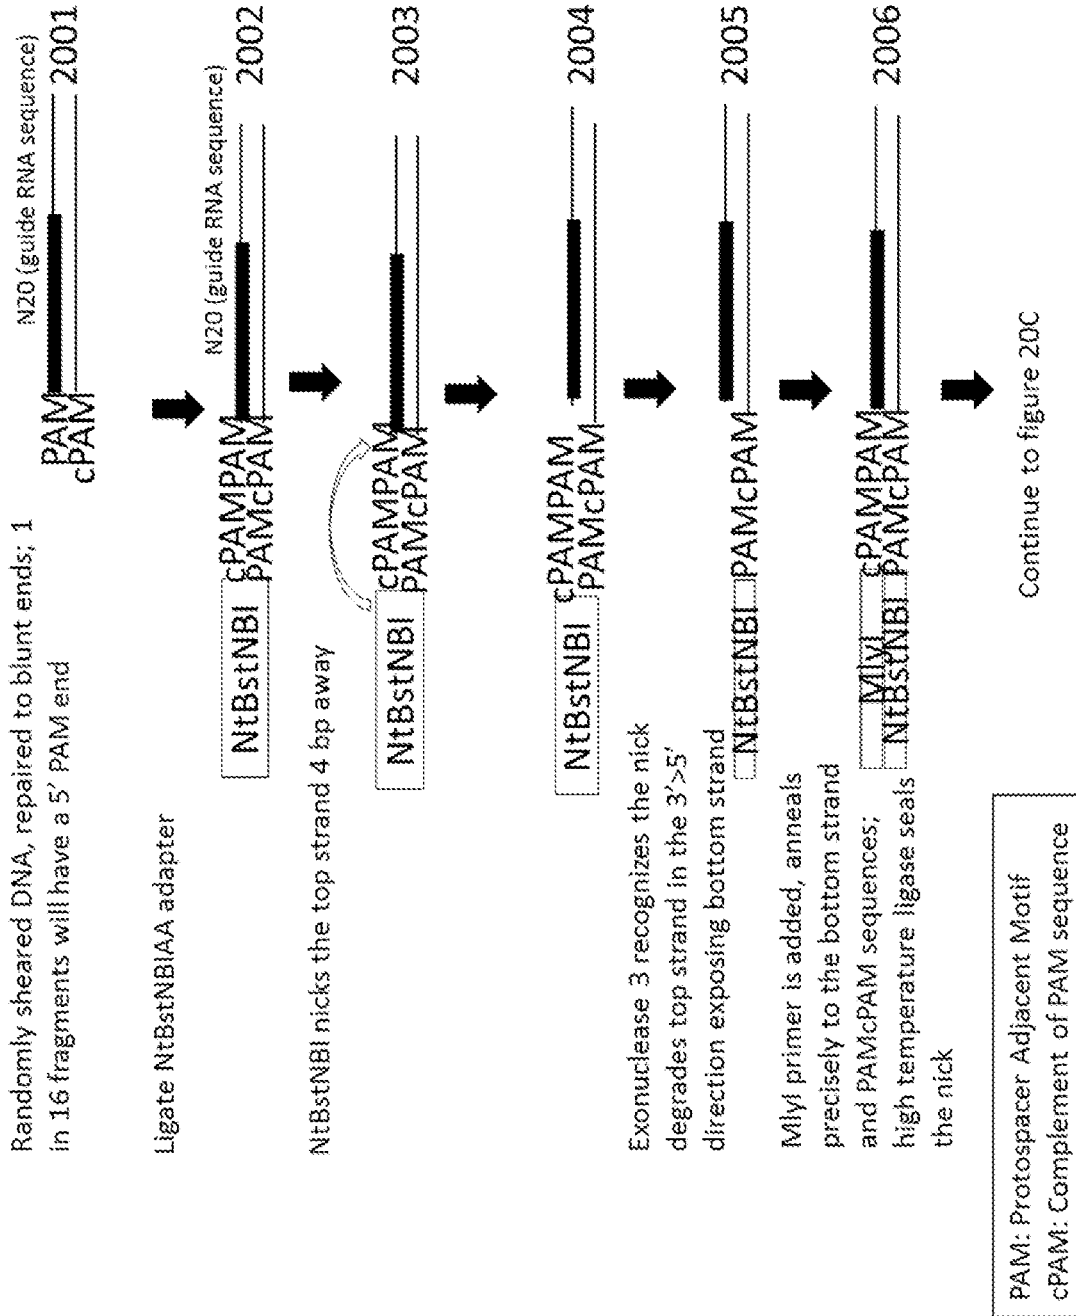 Randomly sheared DNA, repaired to blunt ends; 1
in 16 fragments will have a 5' PAM end
N20 (guide RNA sequence)
PAM
cPAM
2001
Ligate NtBstNBIAA adapter
N20 (guide RNA sequence)
NtBstNBI
cPAMPAM
PAMcPAM
2002
NtBstNBI nicks the top strand 4 bp away
NtBstNBI
cPAMPAM
PAMcPAM
2003
NtBstNBI
cPAMPAM
PAMcPAM
2004
Exonuclease 3 recognizes the nick
degrades top strand in the 3'>5'
direction exposing bottom strand
NtBstNBI
PAMcPAM
2005
MlyI primer is added, anneals
precisely to the bottom strand
and PAMcPAM sequences;
high temperature ligase seals
the nick
MlyI
cPAMPAM
NtBstNBI
PAMcPAM
2006
Continue to figure 20C
PAM: Protospacer Adjacent Motif
cPAM: Complement of PAM sequence